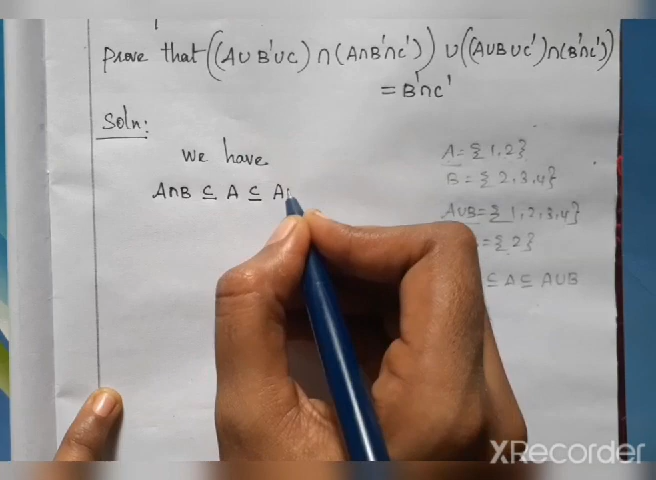 Prove that ((A∪B'∪C) ∩ (A∩B'∩C')) ∪ ((A∪B∪C')∩(B'∩C'))
= B'∩C'
Soln:
We have
A∩B ⊆ A ⊆ A
A = {1,2}
B = {2,3,4}
A∪B = {1,2,3,4}
= {2}
⊆ A ⊆ A∪B
XRecorder